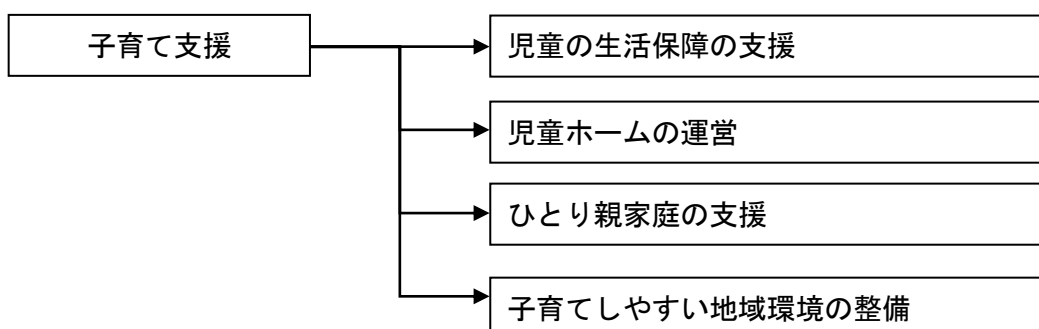 子育て支援
児童の生活保障の支援
児童ホームの運営
ひとり親家庭の支援
子育てしやすい地域環境の整備